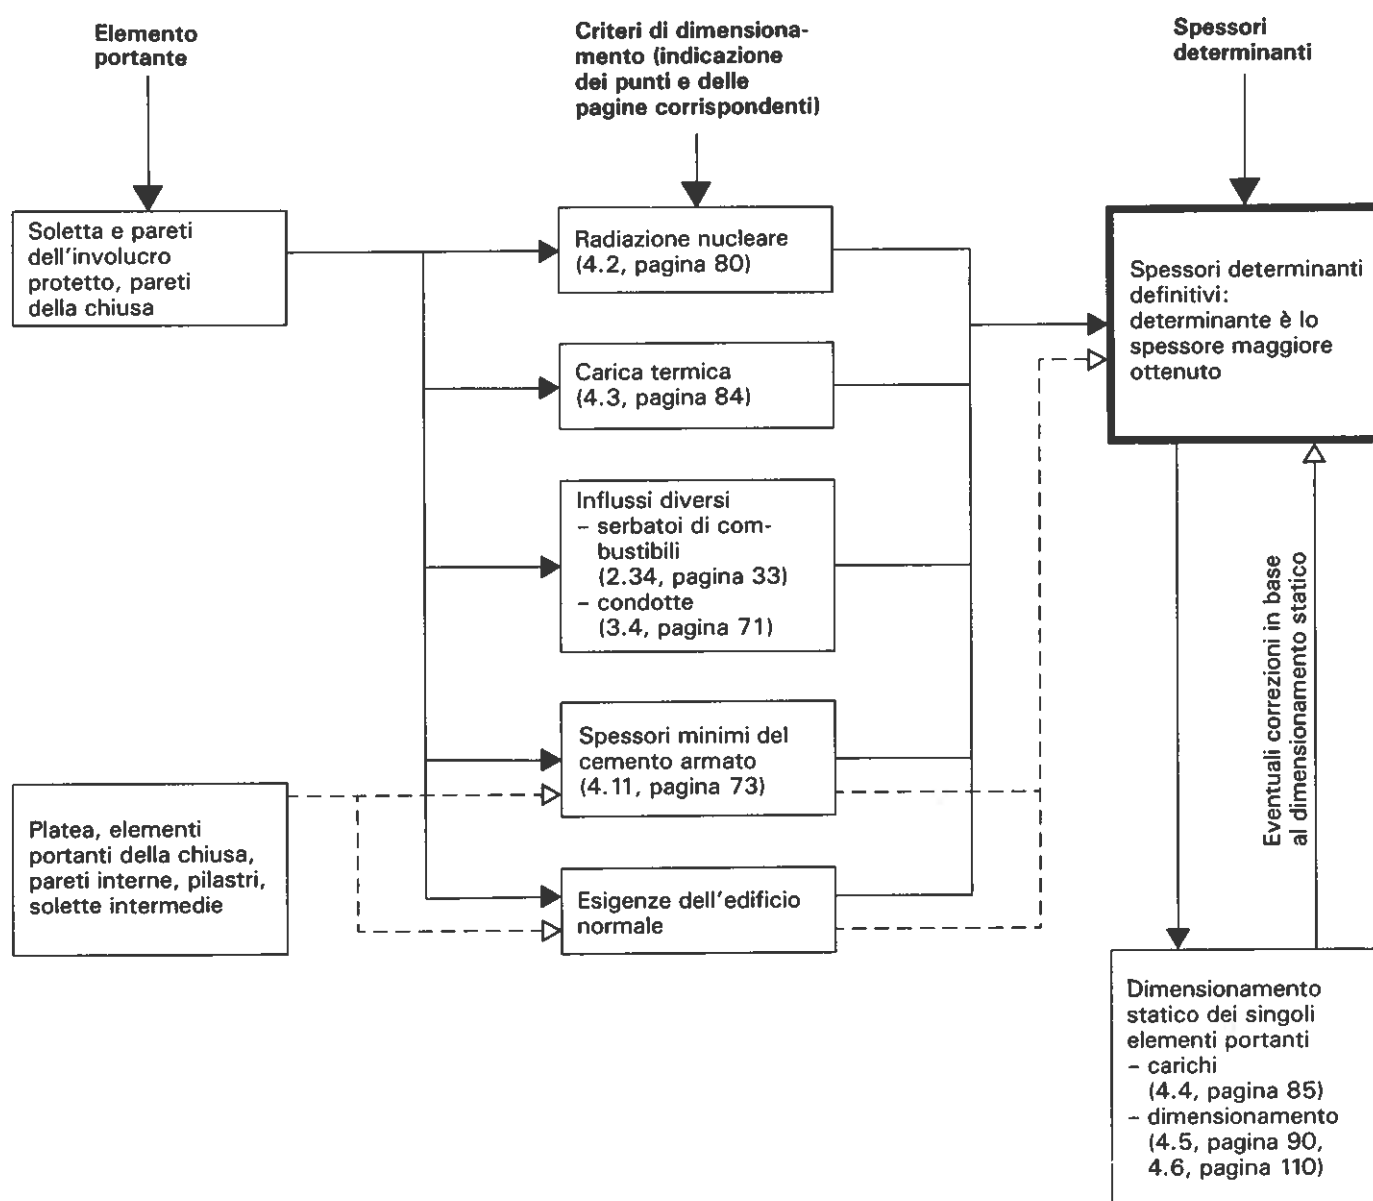 Elemento
portante
Criteri di dimensiona-
mento (indicazione
dei punti e delle
pagine corrispondenti)
Spessori
determinanti
Soletta e pareti
dell'involucro
protetto, pareti
della chiusa
Radiazione nucleare
(4.2, pagina 80)
Carica termica
(4.3, pagina 84)
Influssi diversi
– serbatoi di com-
bustibili
(2.34, pagina 33)
– condotte
(3.4, pagina 71)
Spessori minimi del
cemento armato
(4.11, pagina 73)
Platea, elementi
portanti della chiusa,
pareti interne, pilastri,
solette intermedie
Esigenze dell'edificio
normale
Spessori determinanti
definitivi:
determinante è lo
spessore maggiore
ottenuto
Eventuali correzioni in base
al dimensionamento statico
Dimensionamento
statico dei singoli
elementi portanti
– carichi
(4.4, pagina 85)
– dimensionamento
(4.5, pagina 90,
4.6, pagina 110)